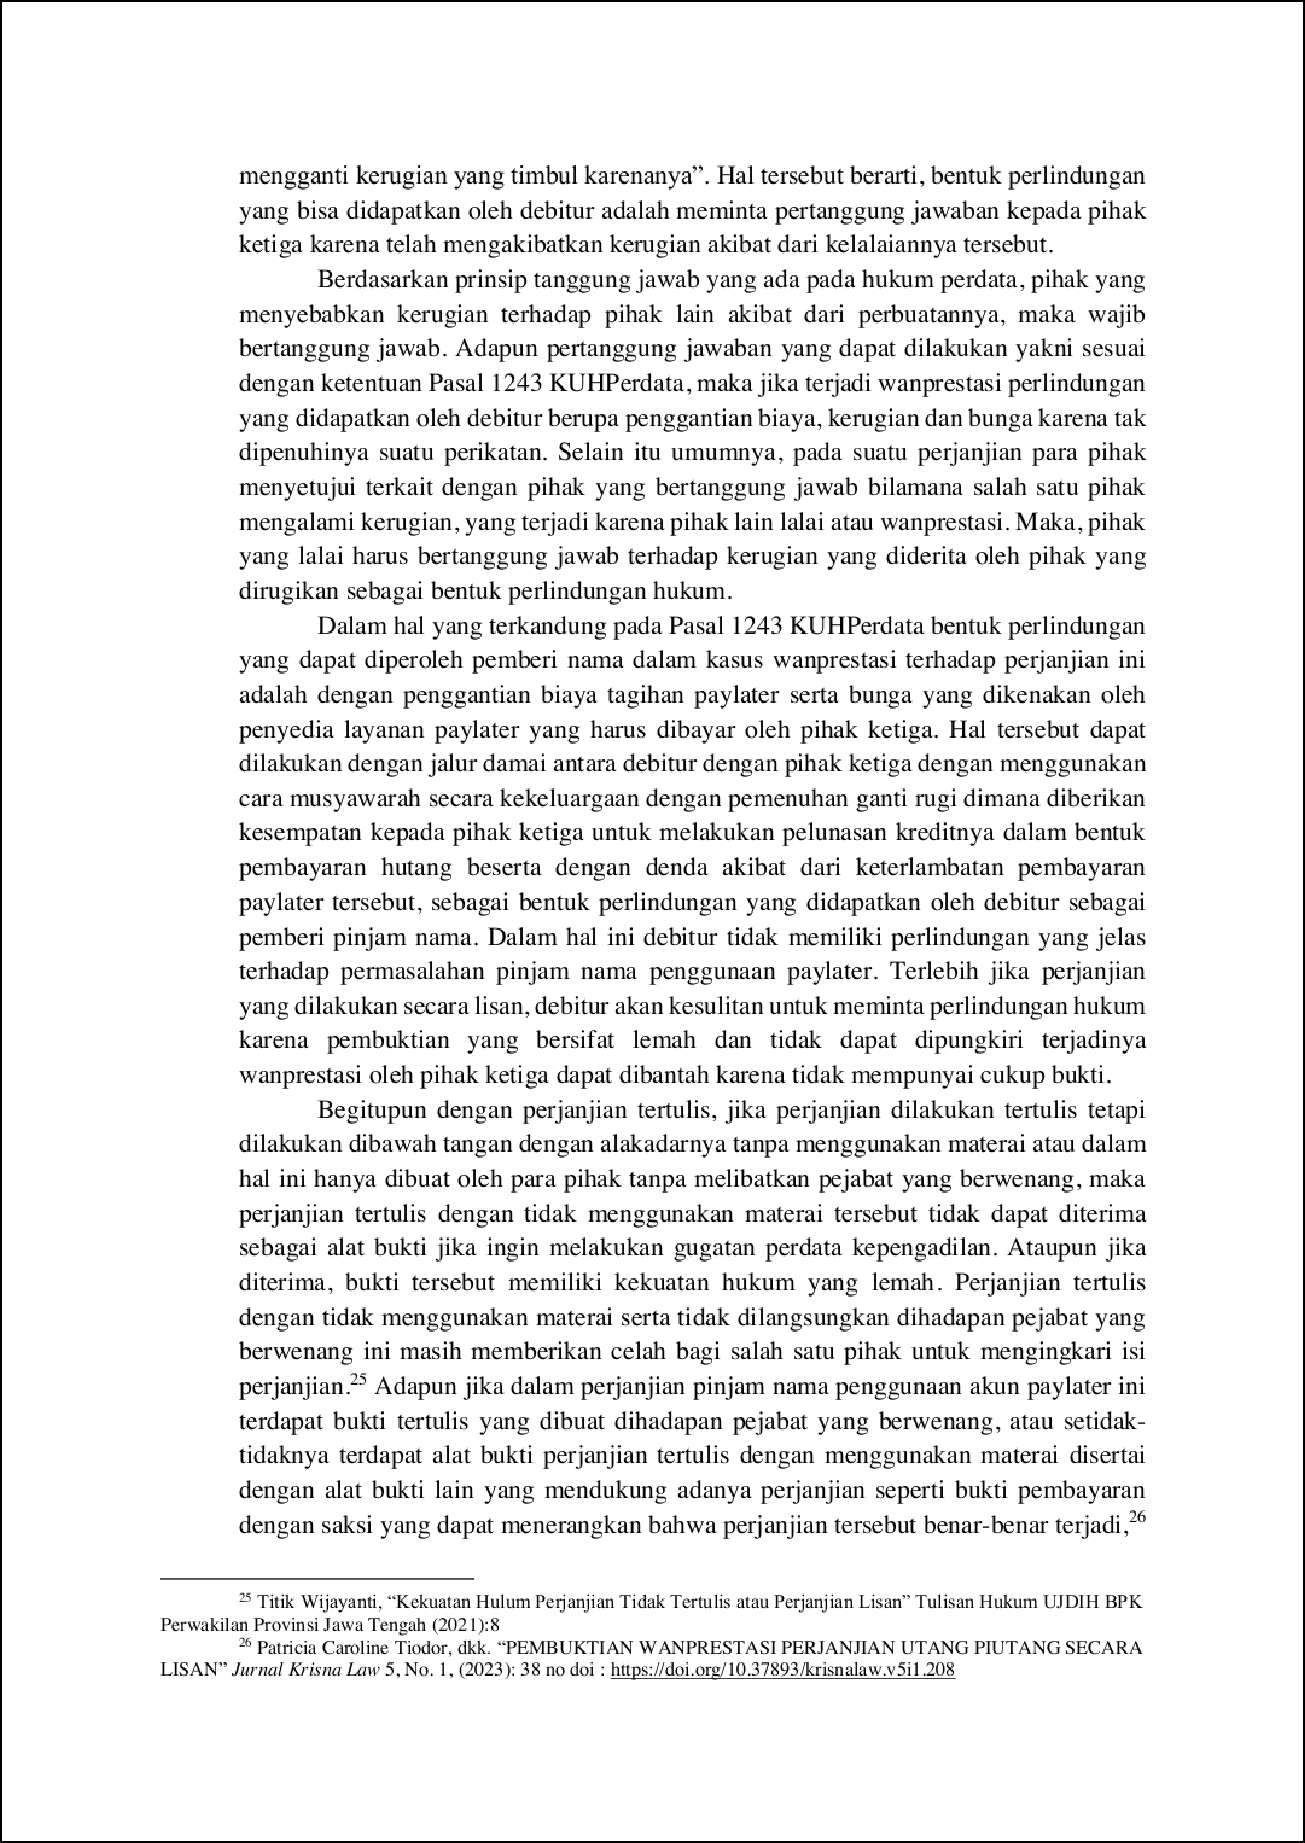 mengganti kerugian yang timbul karenanya”. Hal tersebut berarti, bentuk perlindungan
yang bisa didapatkan oleh debitur adalah meminta pertanggung jawaban kepada pihak
ketiga karena telah mengakibatkan kerugian akibat dari kelalaiannya tersebut.
Berdasarkan prinsip tanggung jawab yang ada pada hukum perdata, pihak yang
menyebabkan kerugian terhadap pihak lain akibat dari perbuatannya, maka wajib
bertanggung jawab. Adapun pertanggung jawaban yang dapat dilakukan yakni sesuai
dengan ketentuan Pasal 1243 KUHPerdata, maka jika terjadi wanprestasi perlindungan
yang didapatkan oleh debitur berupa penggantian biaya, kerugian dan bunga karena tak
dipenuhinya suatu perikatan. Selain itu umumnya, pada suatu perjanjian para pihak
menyetujui terkait dengan pihak yang bertanggung jawab bilamana salah satu pihak
mengalami kerugian, yang terjadi karena pihak lain lalai atau wanprestasi. Maka, pihak
yang lalai harus bertanggung jawab terhadap kerugian yang diderita oleh pihak yang
dirugikan sebagai bentuk perlindungan hukum.
Dalam hal yang terkandung pada Pasal 1243 KUHPerdata bentuk perlindungan
yang dapat diperoleh pemberi nama dalam kasus wanprestasi terhadap perjanjian ini
adalah dengan penggantian biaya tagihan paylater serta bunga yang dikenakan oleh
penyedia layanan paylater yang harus dibayar oleh pihak ketiga. Hal tersebut dapat
dilakukan dengan jalur damai antara debitur dengan pihak ketiga dengan menggunakan
cara musyawarah secara kekeluargaan dengan pemenuhan ganti rugi dimana diberikan
kesempatan kepada pihak ketiga untuk melakukan pelunasan kreditnya dalam bentuk
pembayaran hutang beserta dengan denda akibat dari keterlambatan pembayaran
paylater tersebut, sebagai bentuk perlindungan yang didapatkan oleh debitur sebagai
pemberi pinjam nama. Dalam hal ini debitur tidak memiliki perlindungan yang jelas
terhadap permasalahan pinjam nama penggunaan paylater. Terlebih jika perjanjian
yang dilakukan secara lisan, debitur akan kesulitan untuk meminta perlindungan hukum
karena pembuktian yang bersifat lemah dan tidak dapat dipungkiri terjadinya
wanprestasi oleh pihak ketiga dapat dibantah karena tidak mempunyai cukup bukti.
Begitupun dengan perjanjian tertulis, jika perjanjian dilakukan tertulis tetapi
dilakukan dibawah tangan dengan alakadarnya tanpa menggunakan materai atau dalam
hal ini hanya dibuat oleh para pihak tanpa melibatkan pejabat yang berwenang, maka
perjanjian tertulis dengan tidak menggunakan materai tersebut tidak dapat diterima
sebagai alat bukti jika ingin melakukan gugatan perdata kepengadilan. Ataupun jika
diterima, bukti tersebut memiliki kekuatan hukum yang lemah. Perjanjian tertulis
dengan tidak menggunakan materai serta tidak dilangsungkan dihadapan pejabat yang
berwenang ini masih memberikan celah bagi salah satu pihak untuk mengingkari isi
perjanjian.25 Adapun jika dalam perjanjian pinjam nama penggunaan akun paylater ini
terdapat bukti tertulis yang dibuat dihadapan pejabat yang berwenang, atau setidak-
tidaknya terdapat alat bukti perjanjian tertulis dengan menggunakan materai disertai
dengan alat bukti lain yang mendukung adanya perjanjian seperti bukti pembayaran
dengan saksi yang dapat menerangkan bahwa perjanjian tersebut benar-benar terjadi,26
25 Titik Wijayanti, “Kekuatan Hulum Perjanjian Tidak Tertulis atau Perjanjian Lisan” Tulisan Hukum UJDIH BPK
Perwakilan Provinsi Jawa Tengah (2021):8
26 Patricia Caroline Tiodor, dkk. “PEMBUKTIAN WANPRESTASI PERJANJIAN UTANG PIUTANG SECARA
LISAN” Jurnal Krisna Law 5, No. 1, (2023): 38 no doi : https://doi.org/10.37893/krisnalaw.v5i1.208